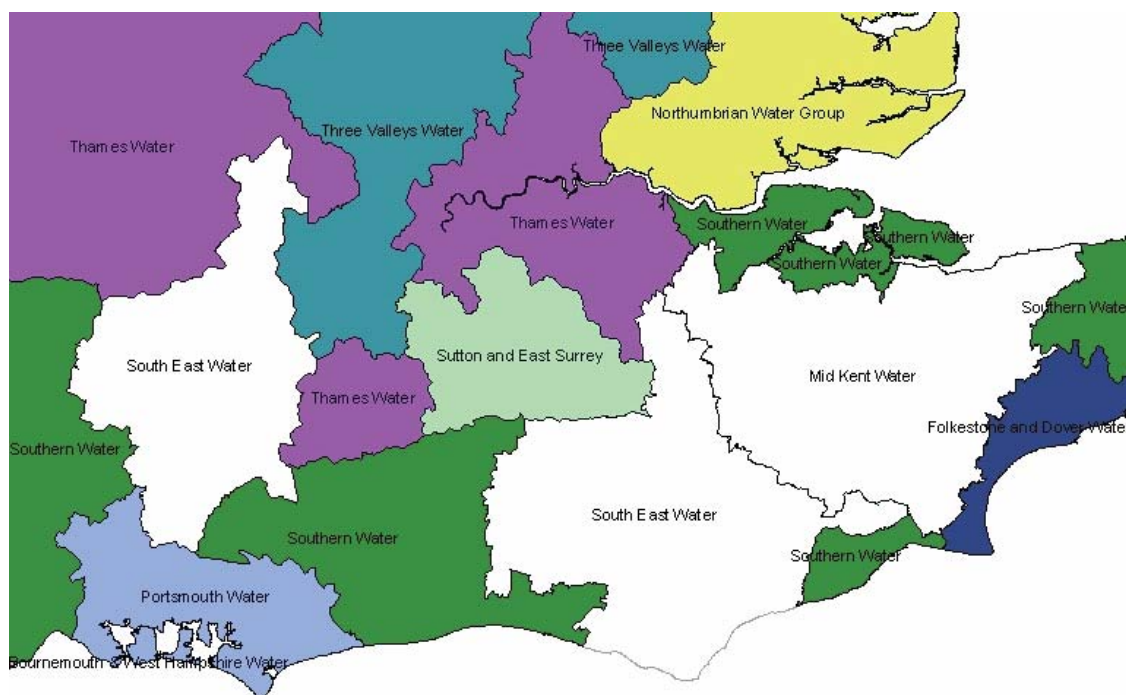 Three Valleys Water
Northumbrian Water Group
Three Valleys Water
Thames Water
Thames Water
Southern Water
Southern Water
Southern Water
Southern Water
South East Water
Sutton and East Surrey
Mid Kent Water
Thames Water
Folkestone and Dover Water
Southern Water
South East Water
Southern Water
Southern Water
Portsmouth Water
Bournemouth & West Hampshire Water